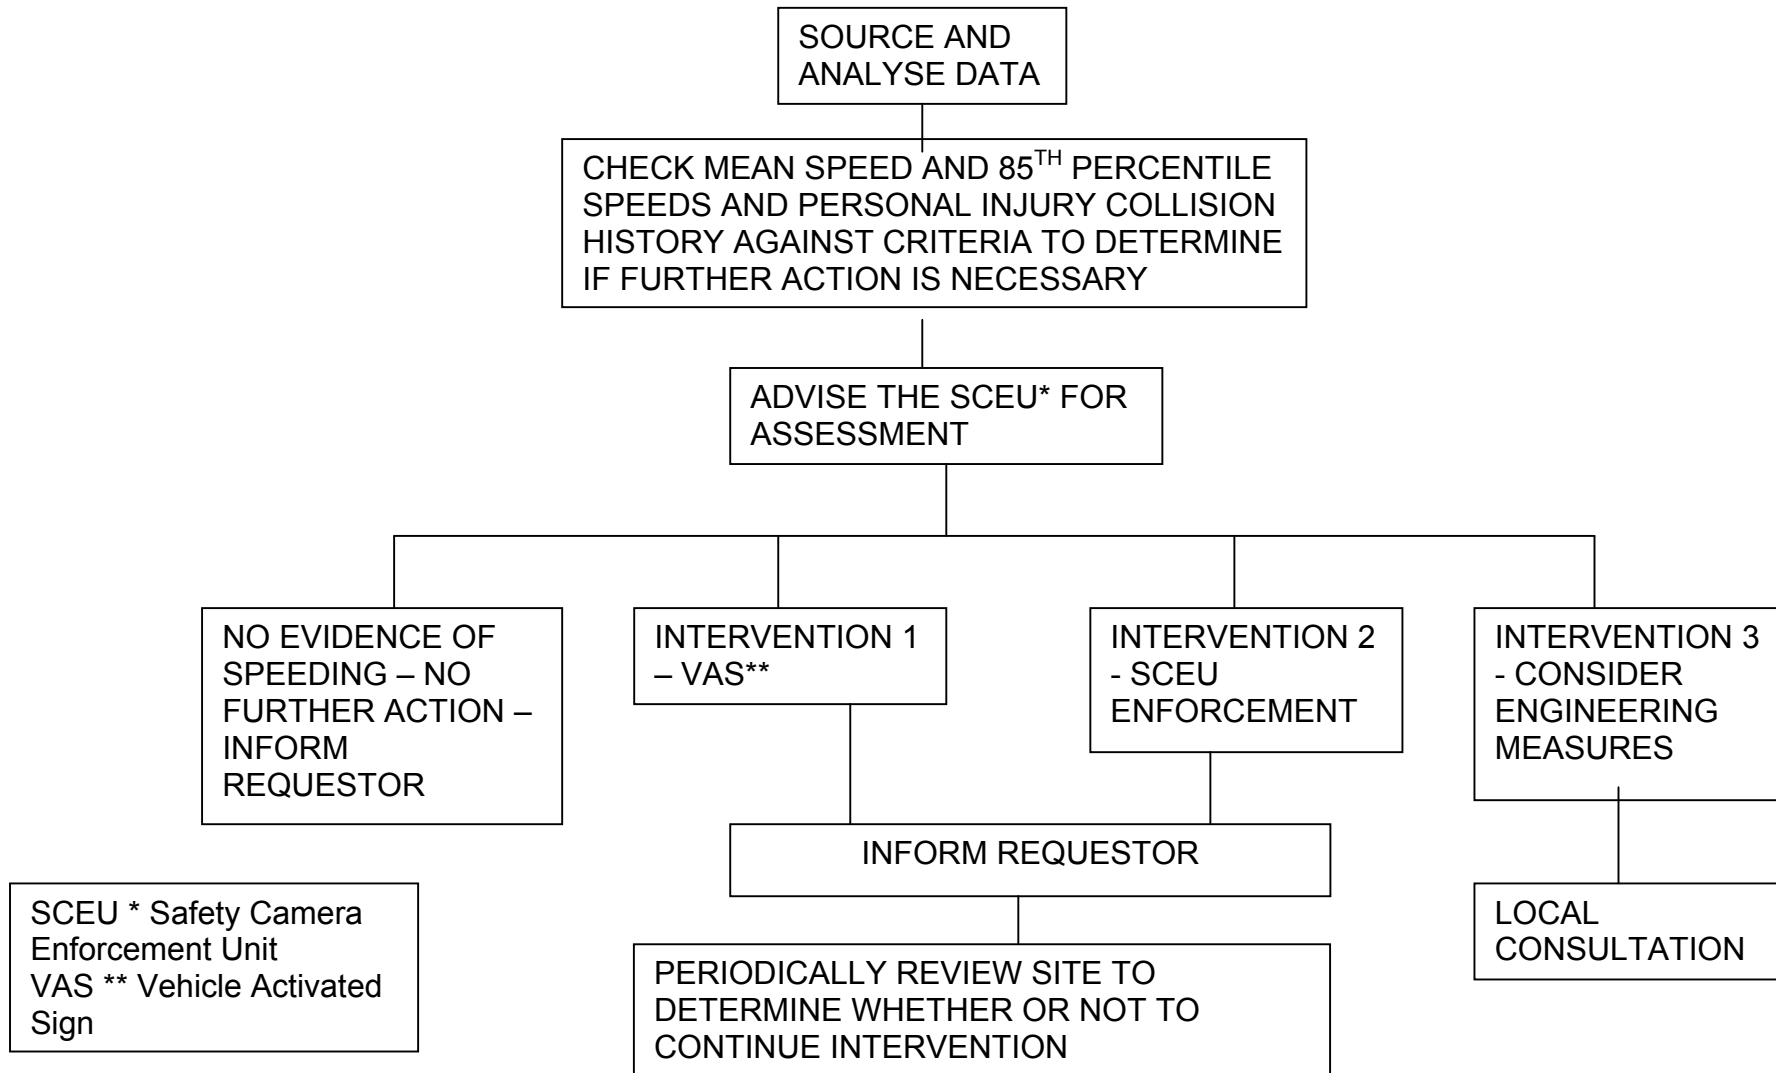 SOURCE AND
ANALYSE DATA
CHECK MEAN SPEED AND 85TH PERCENTILE
SPEEDS AND PERSONAL INJURY COLLISION
HISTORY AGAINST CRITERIA TO DETERMINE
IF FURTHER ACTION IS NECESSARY
ADVISE THE SCEU* FOR
ASSESSMENT
NO EVIDENCE OF
SPEEDING – NO
FURTHER ACTION –
INFORM
REQUESTOR
INTERVENTION 1
– VAS**
INTERVENTION 2
- SCEU
ENFORCEMENT
INTERVENTION 3
- CONSIDER
ENGINEERING
MEASURES
INFORM REQUESTOR
SCEU * Safety Camera
Enforcement Unit
VAS ** Vehicle Activated
Sign
PERIODICALLY REVIEW SITE TO
DETERMINE WHETHER OR NOT TO
CONTINUE INTERVENTION
LOCAL
CONSULTATION